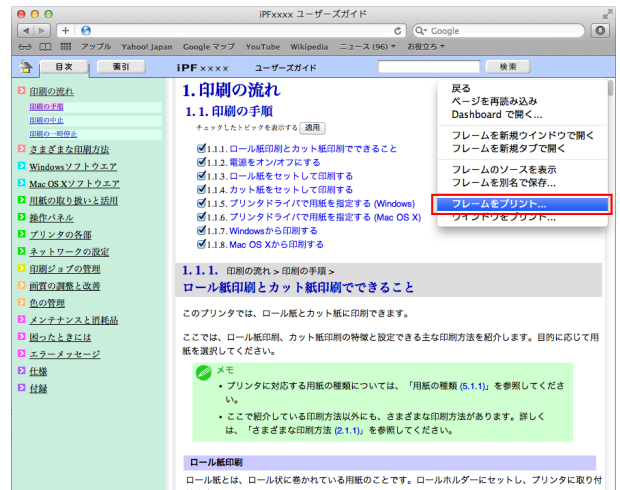 iPFxxxx ユーザーズガイド
Google
アップル Yahoo! Japan Google マップ YouTube Wikipedia ニュース (96) お役立ち
目次 索引 iPF×××× ユーザーズガイド 検索
印刷の流れ
印刷の手順
印刷の中止
印刷の一時停止
さまざまな印刷方法
Windowsソフトウエア
Mac OS Xソフトウエア
用紙の取り扱いと活用
操作パネル
プリンタの各部
ネットワークの設定
印刷ジョブの管理
画質の調整と改善
色の管理
メンテナンスと消耗品
困ったときには
エラーメッセージ
仕様
付録
1. 印刷の流れ
1. 1. 印刷の手順
チェックしたトピックを表示する 適用
1.1.1. ロール紙印刷とカット紙印刷でできること
1.1.2. 電源をオン/オフにする
1.1.3. ロール紙をセットして印刷する
1.1.4. カット紙をセットして印刷する
1.1.5. プリンタドライバで用紙を指定する (Windows)
1.1.6. プリンタドライバで用紙を指定する (Mac OS X)
1.1.7. Windowsから印刷する
1.1.8. Mac OS Xから印刷する
戻る
ページを再読み込み
Dashboard で開く...
フレームを新規ウインドウで開く
フレームを新規タブで開く
フレームのソースを表示
フレームを別名で保存...
フレームをプリント...
ウインドウをプリント...
1. 1. 1. 印刷の流れ > 印刷の手順 >
ロール紙印刷とカット紙印刷でできること
このプリンタでは、ロール紙とカット紙に印刷できます。
ここでは、ロール紙印刷、カット紙印刷の特徴と設定できる主な印刷方法を紹介します。目的に応じて用
紙を選択してください。
メモ
• プリンタに対応する用紙の種類については、「用紙の種類 (5.1.1)」を参照してくださ
い。
• ここで紹介している印刷方法以外にも、さまざまな印刷方法があります。詳しく
は、「さまざまな印刷方法 (2.1.1)」を参照してください。
ロール紙印刷
ロール紙とは、ロール状に巻かれている用紙のことです。ロールホルダーにセットし、プリンタに取り付